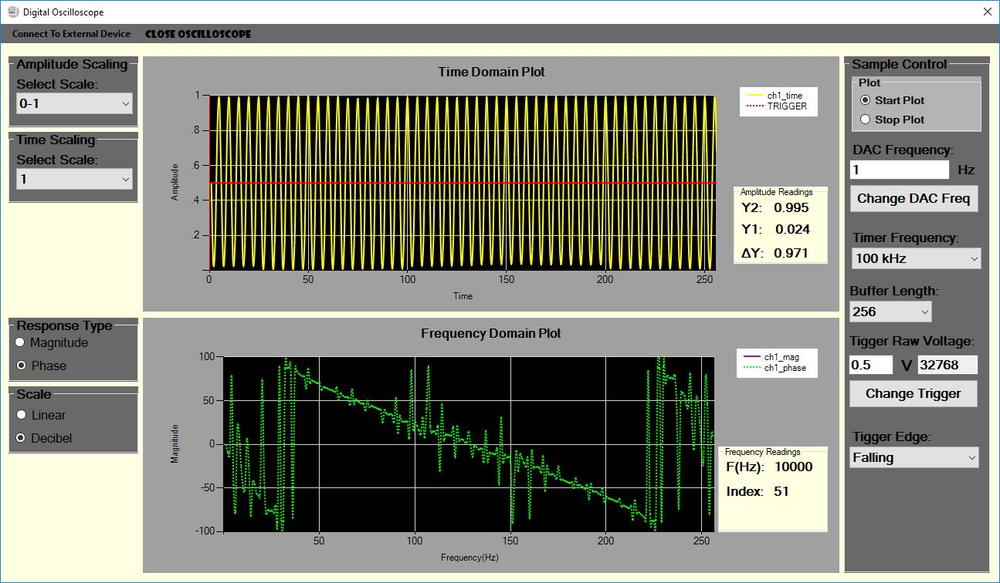 Digital Oscilloscope
Connect To External Device CLOSE OSCILLOSCOPE
Amplitude Scaling
Select Scale:
0-1
Time Scaling
Select Scale:
1
Time Domain Plot
ch1_time
TRIGGER
Amplitude
1
.8
.6
.4
.2
0 50 100 150 200 250
Time
Amplitude Readings
Y2: 0.995
Y1: 0.024
ΔY: 0.971
Response Type
Magnitude
Phase
Scale
Linear
Decibel
Frequency Domain Plot
ch1_mag
ch1_phase
Magnitude
100
50
0
-50
-100
50 100 150 200 250
Frequency(Hz)
Frequency Readings
F(Hz): 10000
Index: 51
Sample Control
Plot
Start Plot
Stop Plot
DAC Frequency:
1 Hz
Change DAC Freq
Timer Frequency:
100 kHz
Buffer Length:
256
Tigger Raw Voltage:
0.5 V 32768
Change Trigger
Tigger Edge:
Falling